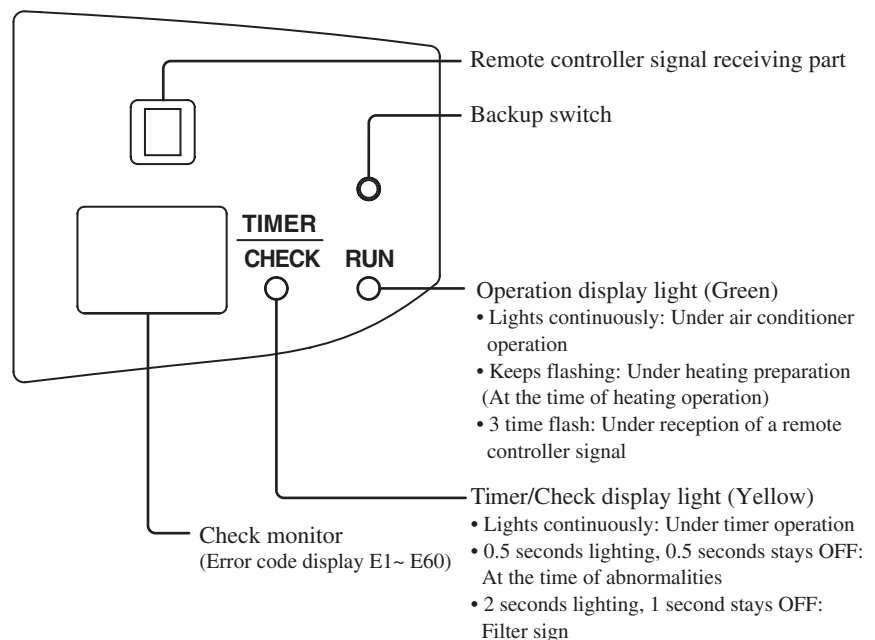 Remote controller signal receiving part
Backup switch
TIMER
CHECK
RUN
Operation display light (Green)
• Lights continuously: Under air conditioner
operation
• Keeps flashing: Under heating preparation
(At the time of heating operation)
• 3 time flash: Under reception of a remote
controller signal
Timer/Check display light (Yellow)
• Lights continuously: Under timer operation
• 0.5 seconds lighting, 0.5 seconds stays OFF:
At the time of abnormalities
• 2 seconds lighting, 1 second stays OFF:
Filter sign
Check monitor
(Error code display E1~ E60)